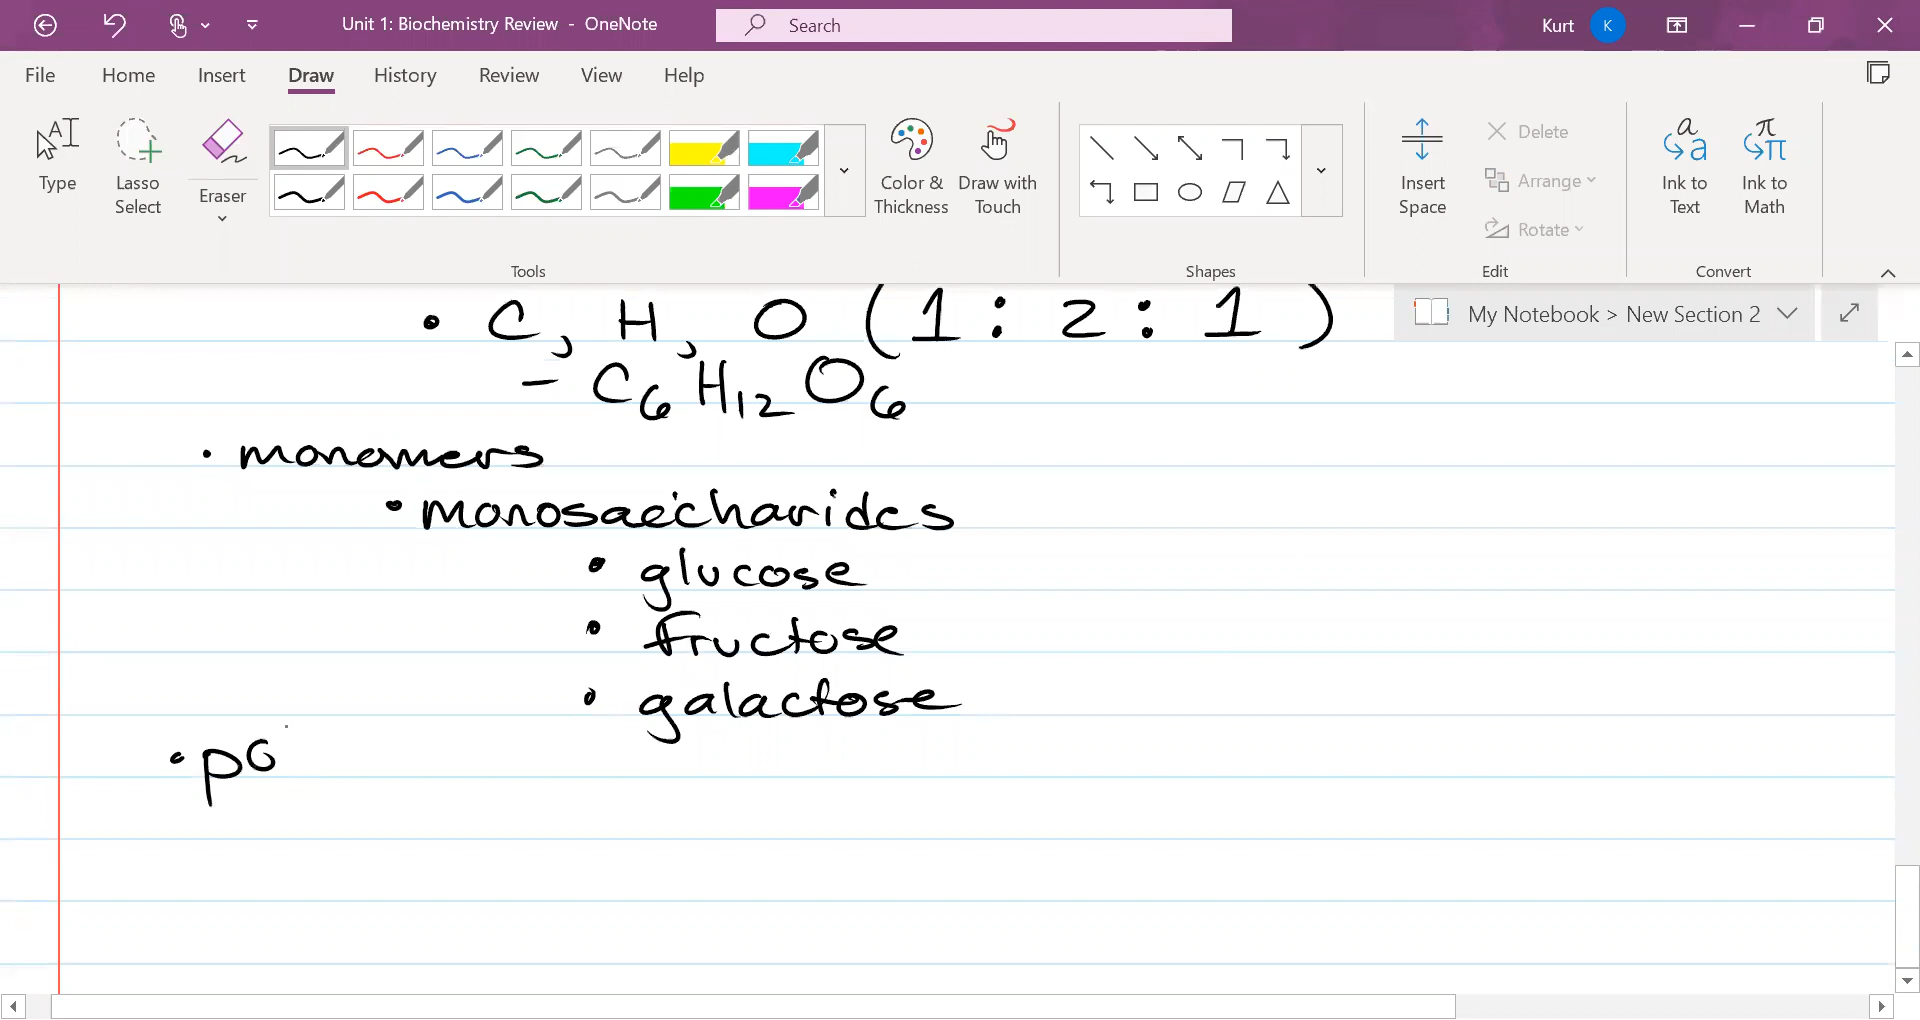 Unit 1: Biochemistry Review - OneNote
Search
Kurt
K
File Home Insert Draw History Review View Help
Type
Lasso Select
Eraser
Color & Thickness
Draw with Touch
Insert Space
Delete
Arrange
Rotate
Ink to Text
Ink to Math
Tools
Shapes
Edit
Convert
My Notebook > New Section 2
• C, H, O (1 : 2 : 1)
- C6H12O6
• monomers
• monosaccharides
• glucose
• fructose
• galactose
• po